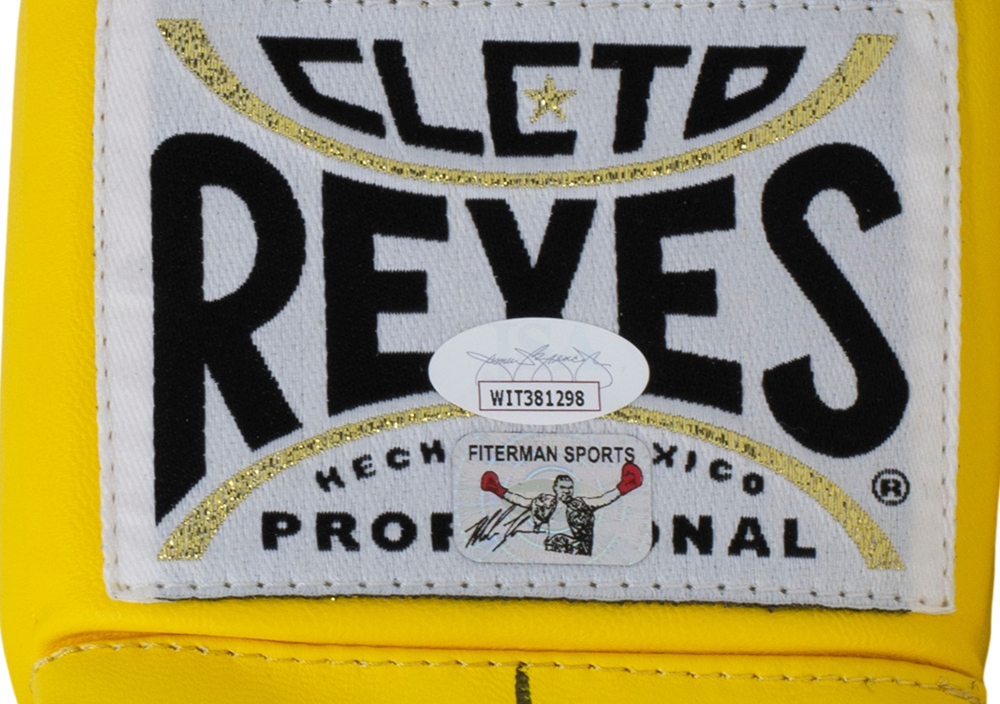 CLETO
REYES
WIT381298
FITERMAN SPORTS
HECH XICO
®
PROF ONAL